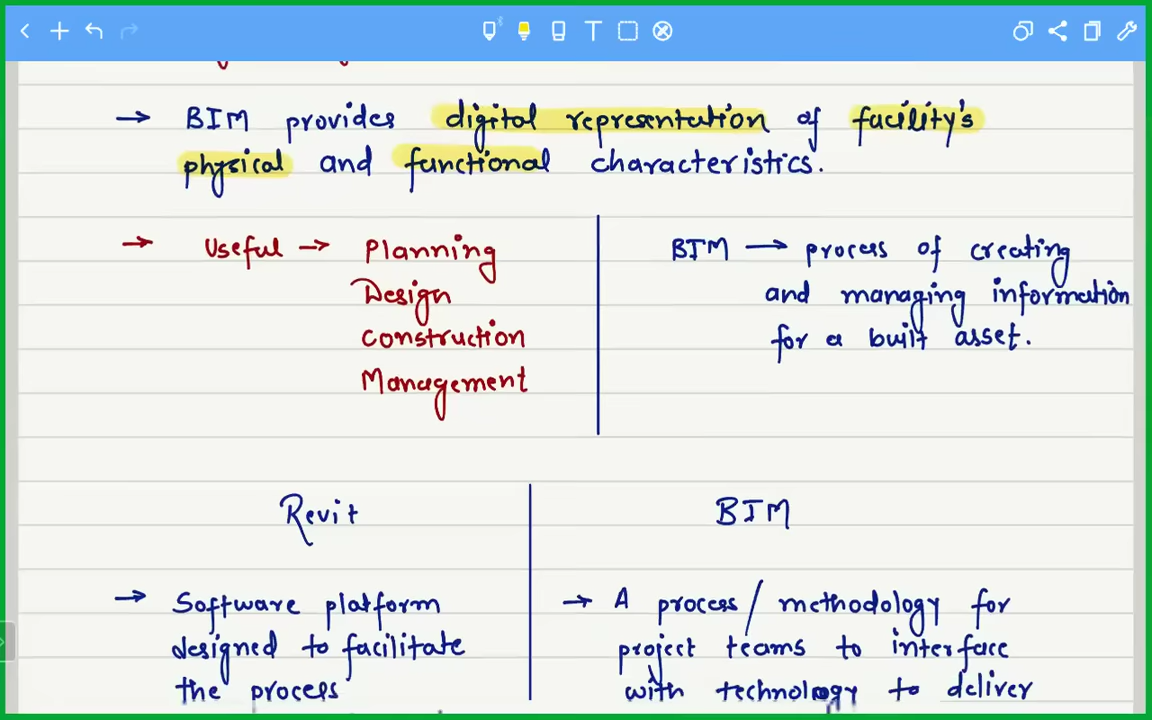 → BIM provides digital representation of facility's
physical and functional characteristics.
→ Useful → Planning
Design
Construction
Management
BIM → process of creating
and managing information
for a built asset.
Revit
→ Software platform
designed to facilitate
the process
BIM
→ A process / methodology for
project teams to interface
with technology to deliver